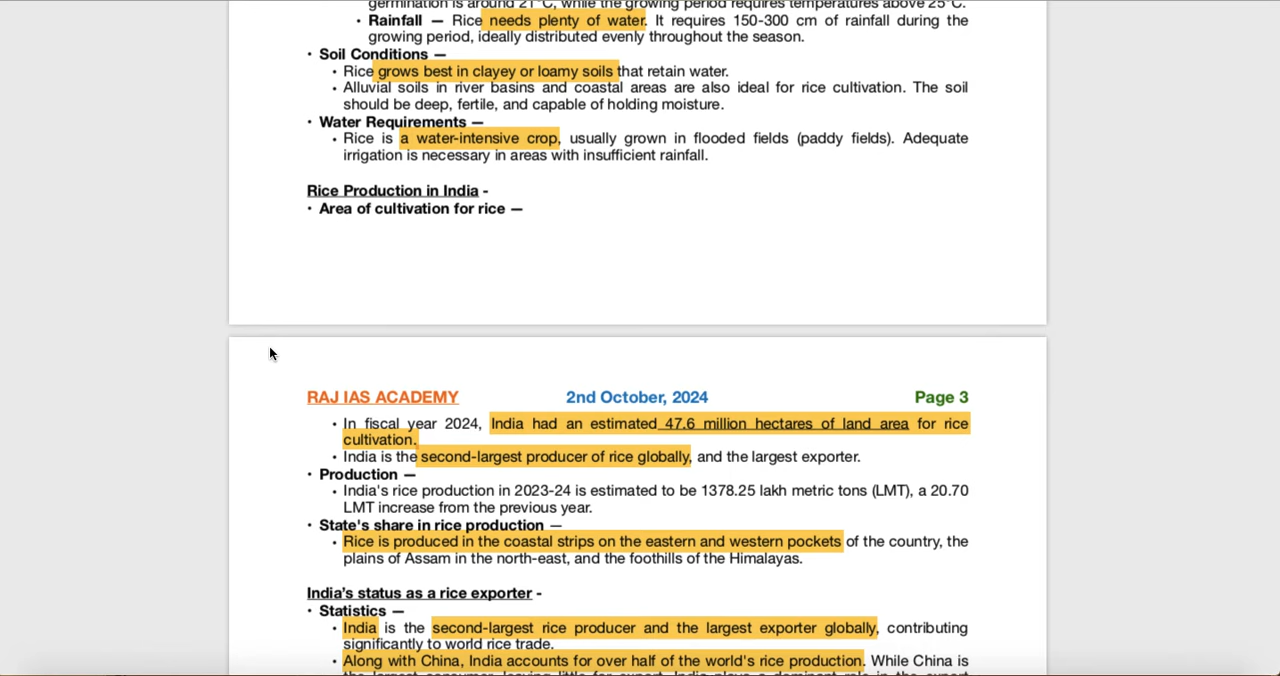 germination is around 21°C, while the growing period requires temperatures above 25°C.
• Rainfall — Rice needs plenty of water. It requires 150-300 cm of rainfall during the
growing period, ideally distributed evenly throughout the season.
• Soil Conditions —
• Rice grows best in clayey or loamy soils that retain water.
• Alluvial soils in river basins and coastal areas are also ideal for rice cultivation. The soil
should be deep, fertile, and capable of holding moisture.
• Water Requirements —
• Rice is a water-intensive crop, usually grown in flooded fields (paddy fields). Adequate
irrigation is necessary in areas with insufficient rainfall.
Rice Production in India -
• Area of cultivation for rice —
RAJ IAS ACADEMY 2nd October, 2024 Page 3
• In fiscal year 2024, India had an estimated 47.6 million hectares of land area for rice
cultivation.
• India is the second-largest producer of rice globally, and the largest exporter.
• Production —
• India's rice production in 2023-24 is estimated to be 1378.25 lakh metric tons (LMT), a 20.70
LMT increase from the previous year.
• State's share in rice production —
• Rice is produced in the coastal strips on the eastern and western pockets of the country, the
plains of Assam in the north-east, and the foothills of the Himalayas.
India's status as a rice exporter -
• Statistics —
• India is the second-largest rice producer and the largest exporter globally, contributing
significantly to world rice trade.
• Along with China, India accounts for over half of the world's rice production. While China is